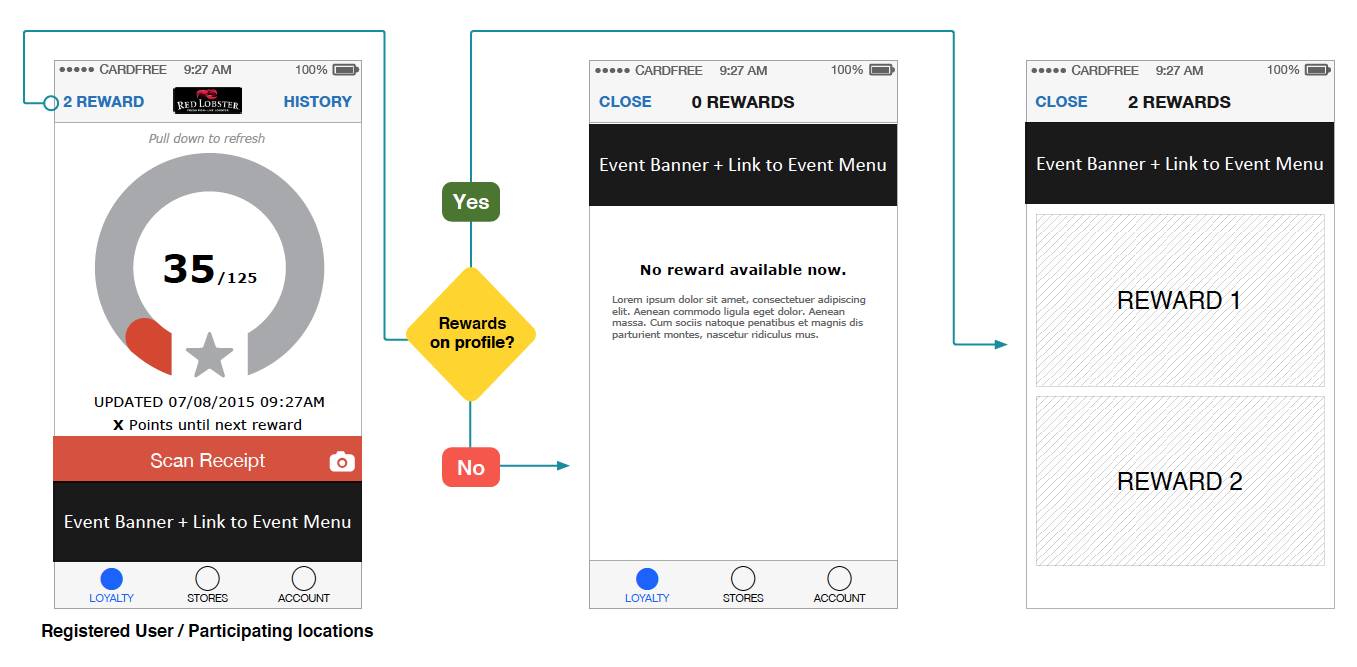 CARDFREE 9:27 AM 100%
2 REWARD RED LOBSTER HISTORY
Pull down to refresh
35/125
UPDATED 07/08/2015 09:27AM
X Points until next reward
Scan Receipt
Event Banner + Link to Event Menu
LOYALTY STORES ACCOUNT
Registered User / Participating locations
Yes
Rewards
on profile?
No
CARDFREE 9:27 AM 100%
CLOSE 0 REWARDS
Event Banner + Link to Event Menu
No reward available now.
Lorem ipsum dolor sit amet, consectetuer adipiscing
elit. Aenean commodo ligula eget dolor. Aenean
massa. Cum sociis natoque penatibus et magnis dis
parturient montes, nascetur ridiculus mus.
LOYALTY STORES ACCOUNT
CARDFREE 9:27 AM 100%
CLOSE 2 REWARDS
Event Banner + Link to Event Menu
REWARD 1
REWARD 2